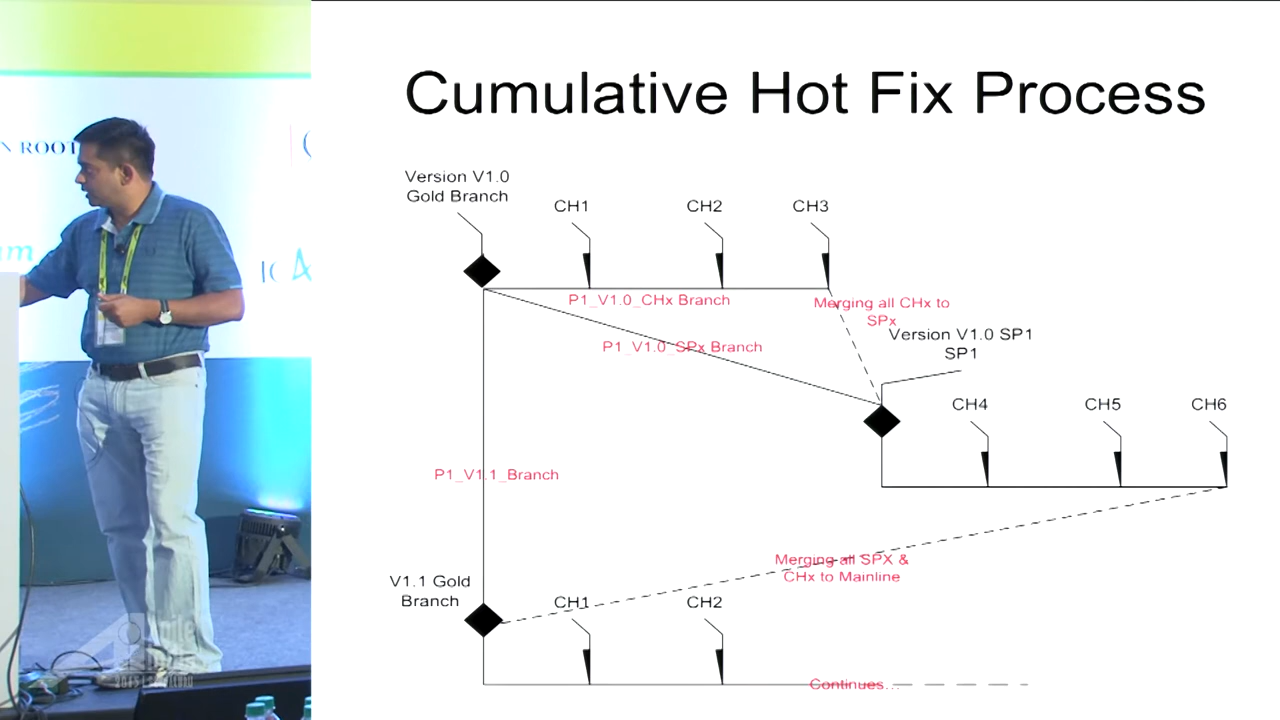 Cumulative Hot Fix Process
Version V1.0
Gold Branch
CH1
CH2
CH3
P1_V1.0_CHx Branch
Merging all CHx to
SPx
P1_V1.0_SPx Branch
Version V1.0 SP1
SP1
CH4
CH5
CH6
P1_V1.1_Branch
Merging all SPX &
CHx to Mainline
V1.1 Gold
Branch
CH1
CH2
Continues...
N ROOT